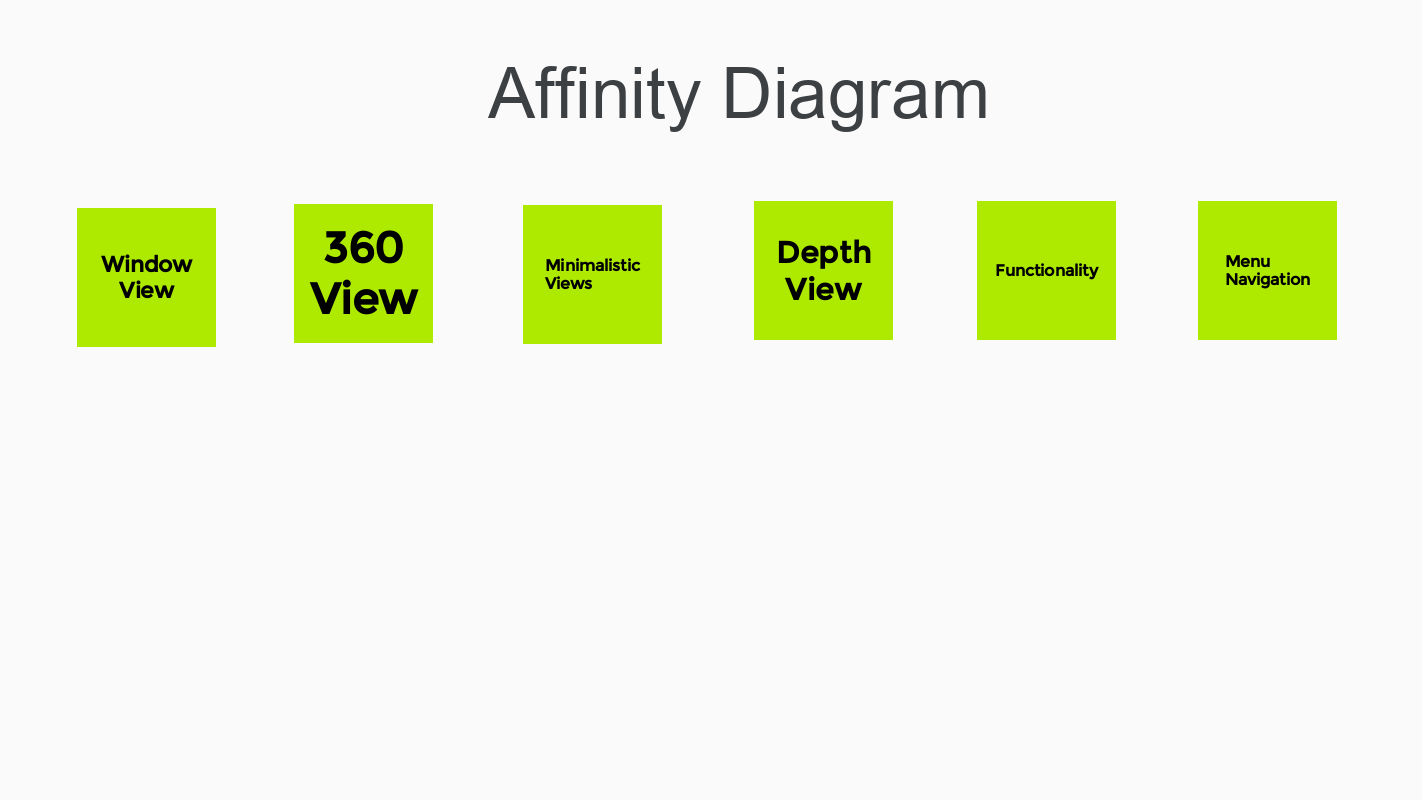 Affinity Diagram
Window
View
360
View
Minimalistic
Views
Depth
View
Functionality
Menu
Navigation